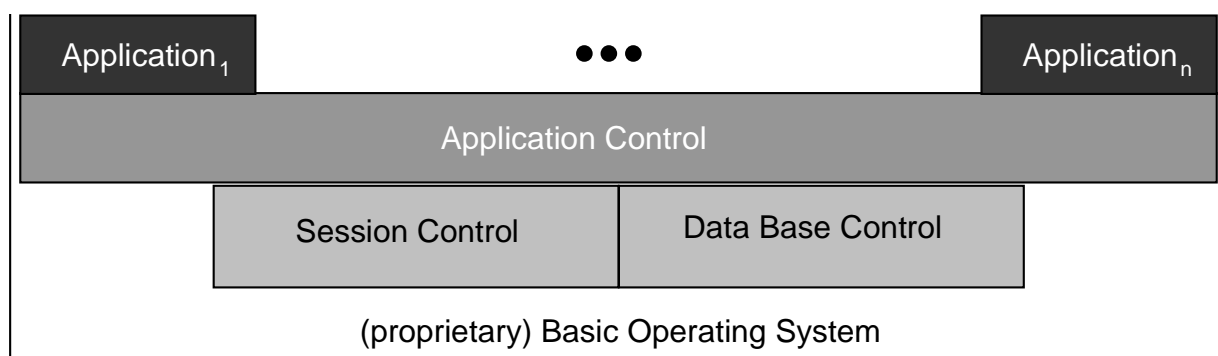 Application1 ••• Applicationn
Application Control
Session Control Data Base Control
(proprietary) Basic Operating System